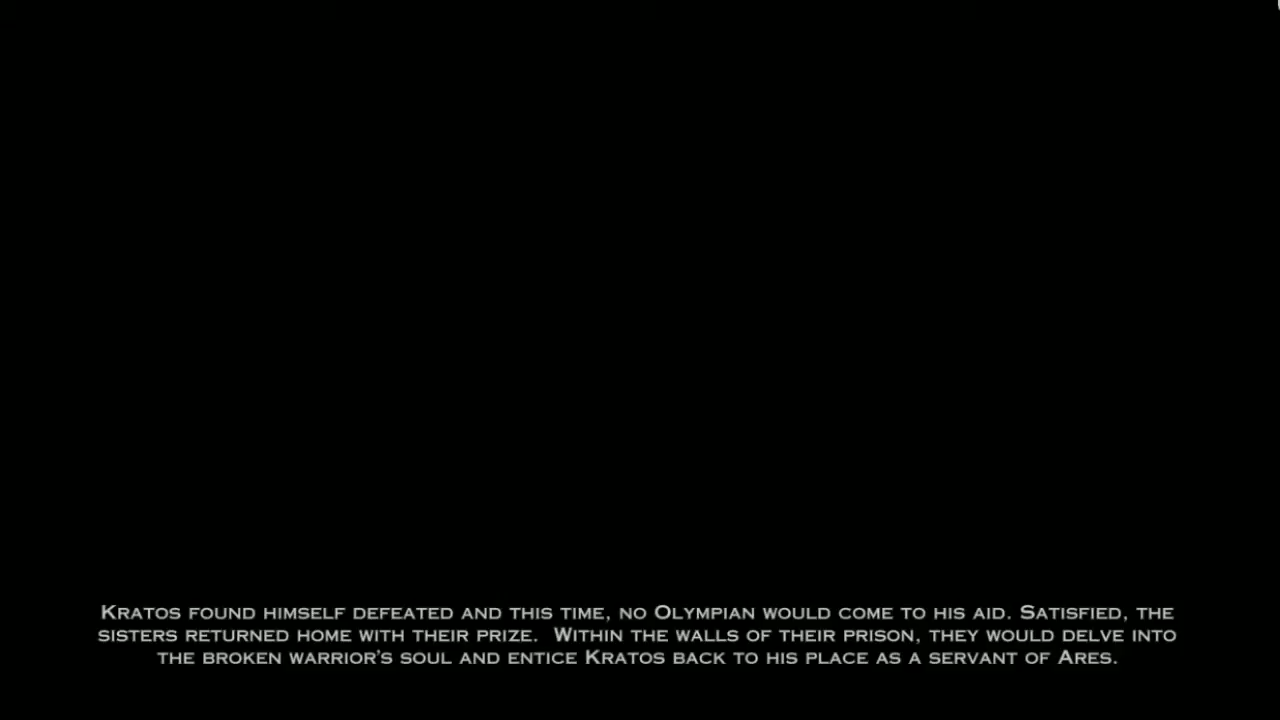 Kratos found himself defeated and this time, no Olympian would come to his aid. Satisfied, the
sisters returned home with their prize.  Within the walls of their prison, they would delve into
the broken warrior's soul and entice Kratos back to his place as a servant of Ares.